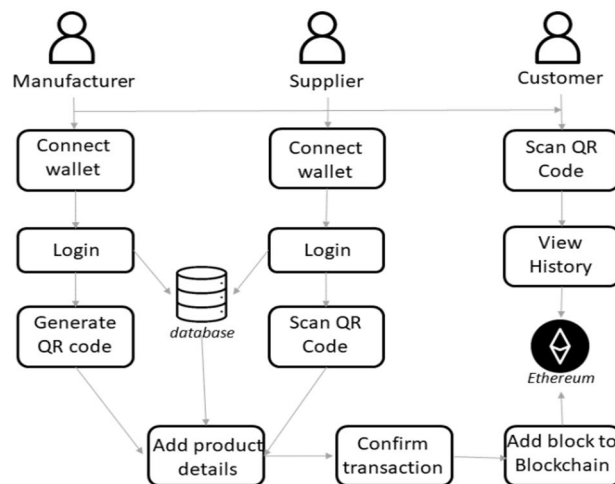 Manufacturer
Supplier
Customer
Connect
wallet
Connect
wallet
Scan QR
Code
Login
Login
View
History
database
Generate
QR code
Scan QR
Code
Ethereum
Add product
details
Confirm
transaction
Add block to
Blockchain